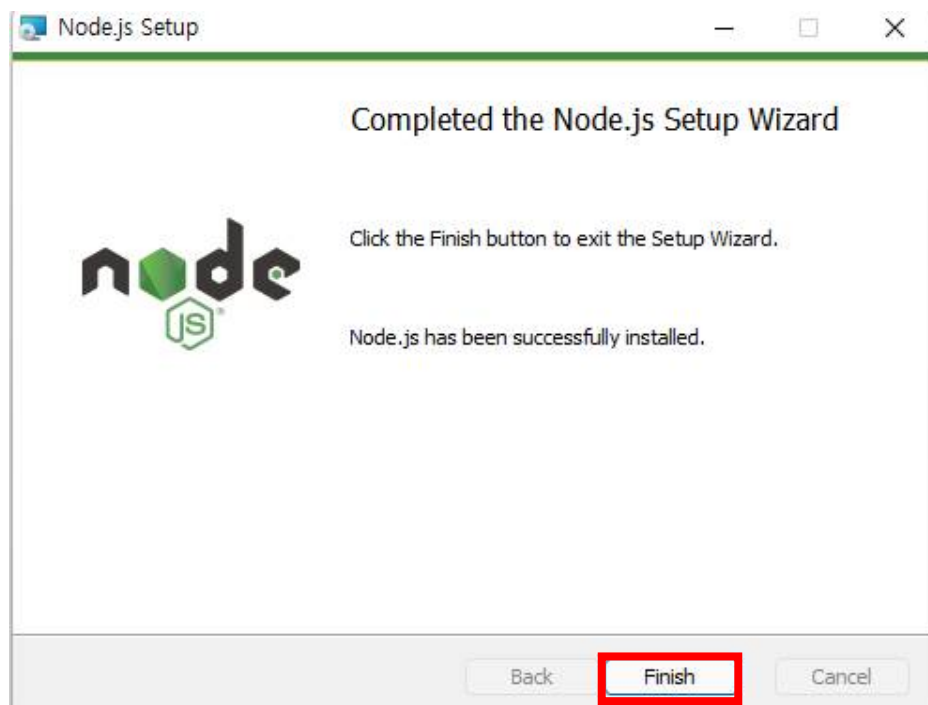 Node.js Setup
Completed the Node.js Setup Wizard
Click the Finish button to exit the Setup Wizard.
node
JS
Node.js has been successfully installed.
Back Finish Cancel